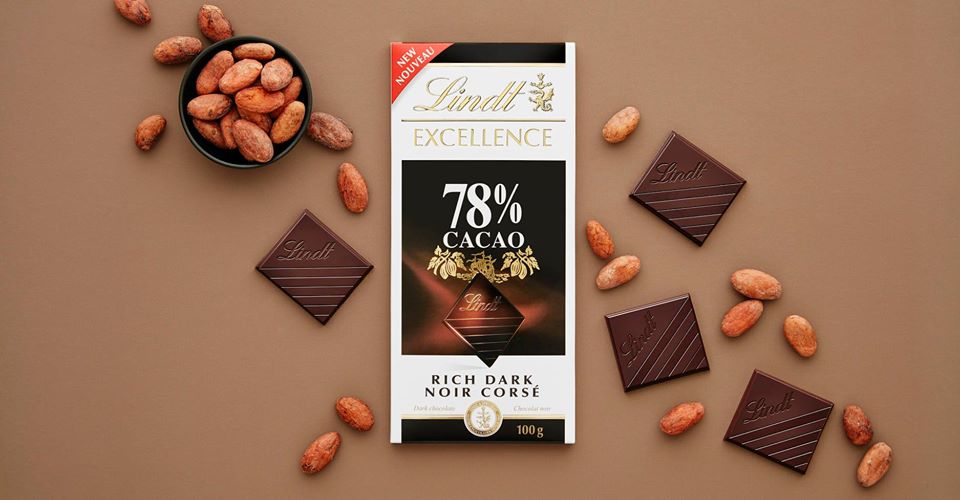 NEW
NOUVEAU
Lindt
EXCELLENCE
78%
CACAO
Lindt
RICH DARK
NOIR CORSÉ
Dark chocolate Chocolat noir
100 g
Lindt
Lindt
Lindt
Lindt